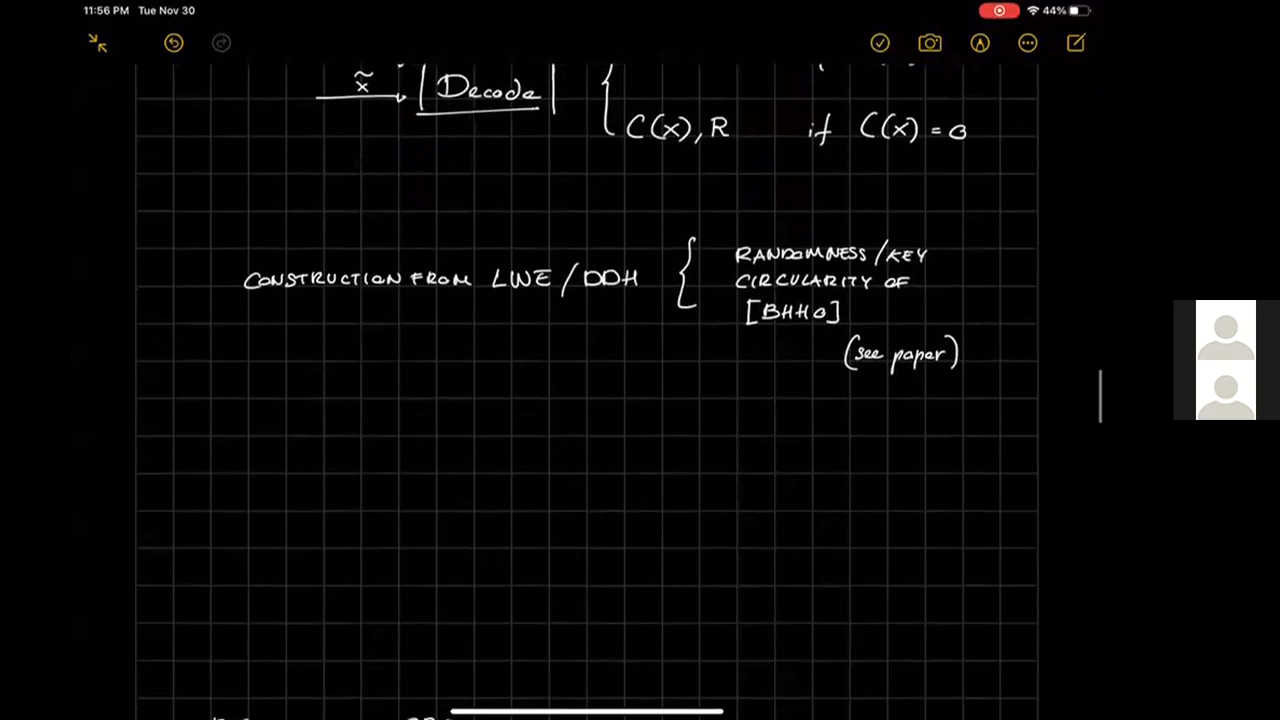 11:56 PM Tue Nov 30
44%
x̃
Decode
C(x), R if C(x) = 0
CONSTRUCTION FROM LWE/DDH
RANDOMNESS/KEY
CIRCULARITY OF
[BHHO]
(see paper)